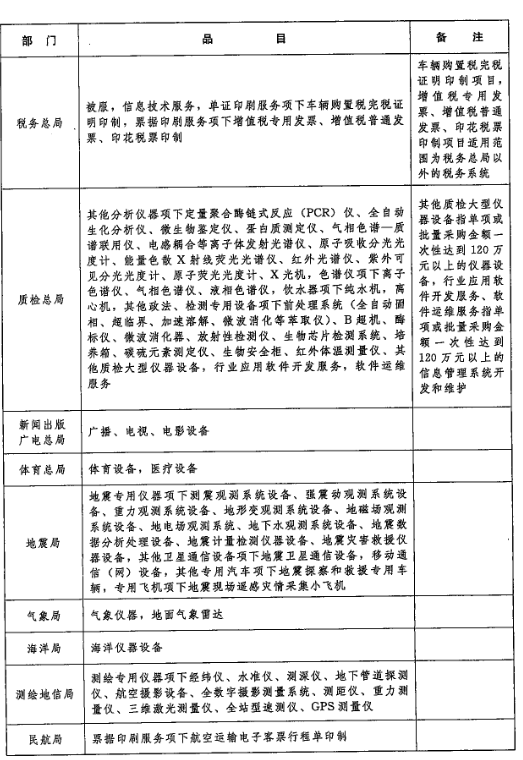 部 门 品 目 备 注
税务总局
被服，信息技术服务，单证印刷服务项下车辆购置税完税证
明印制，票据印刷服务项下增值税专用发票、增值税普通发
票、印花税票印制
车辆购置税完税
证明印制项目，
增值税专用发
票、增值税普通
发票、印花税票
印制项目适用范
围为税务总局以
外的税务系统
质检总局
其他分析仪器项下定量聚合酶链式反应（PCR）仪、全自动
生化分析仪、微生物鉴定仪、蛋白质测定仪、气相色谱—质
谱联用仪、电感耦合等离子体发射光谱仪、原子吸收分光光
度计、能量色散X射线荧光光谱仪、红外光谱仪、紫外可
见分光光度计、原子荧光光度计、X光机，色谱仪项下离子
色谱仪、气相色谱仪、液相色谱仪，饮水器项下纯水机，离
心机，其他政法、检测专用设备项下前处理系统（全自动固
相、超临界、加速溶解、微波消化等萃取仪）、B超机、酶
标仪、微波消化器、放射性检测仪、生物芯片检测系统、培
养箱、碳硫元素测定仪、生物安全柜、红外体温测量仪、其
他质检大型仪器设备，行业应用软件开发服务，软件运维
服务
其他质检大型仪
器设备指单项或
批量采购金额一
次性达到120万
元以上的仪器设
备，行业应用软
件开发服务、软
件运维服务指单
项或批量采购金
额一次性达到
120万元以上的
信息管理系统开
发和维护
新闻出版
广电总局
广播、电视、电影设备
体育总局
体育设备，医疗设备
地震局
地震专用仪器项下测震观测系统设备、强震动观测系统设
备、重力观测系统设备、地形变观测系统设备、地磁场观测
系统设备、地电场观测系统、地下水观测系统设备、地震数
据分析处理设备、地震计量检测仪器设备、地震灾害救援仪
器设备，其他卫星通信设备项下地震卫星通信设备，移动通
信（网）设备，其他专用汽车项下地震探察和救援专用车
辆，专用飞机项下地震现场遥感灾情采集小飞机
气象局
气象仪器，地面气象雷达
海洋局
海洋仪器设备
测绘地信局
测绘专用仪器项下经纬仪、水准仪、测深仪、地下管道探测
仪、航空摄影设备、全数字摄影测量系统、测距仪、重力测
量仪、三维激光测量仪、全站型速测仪、GPS测量仪
民航局
票据印刷服务项下航空运输电子客票行程单印制